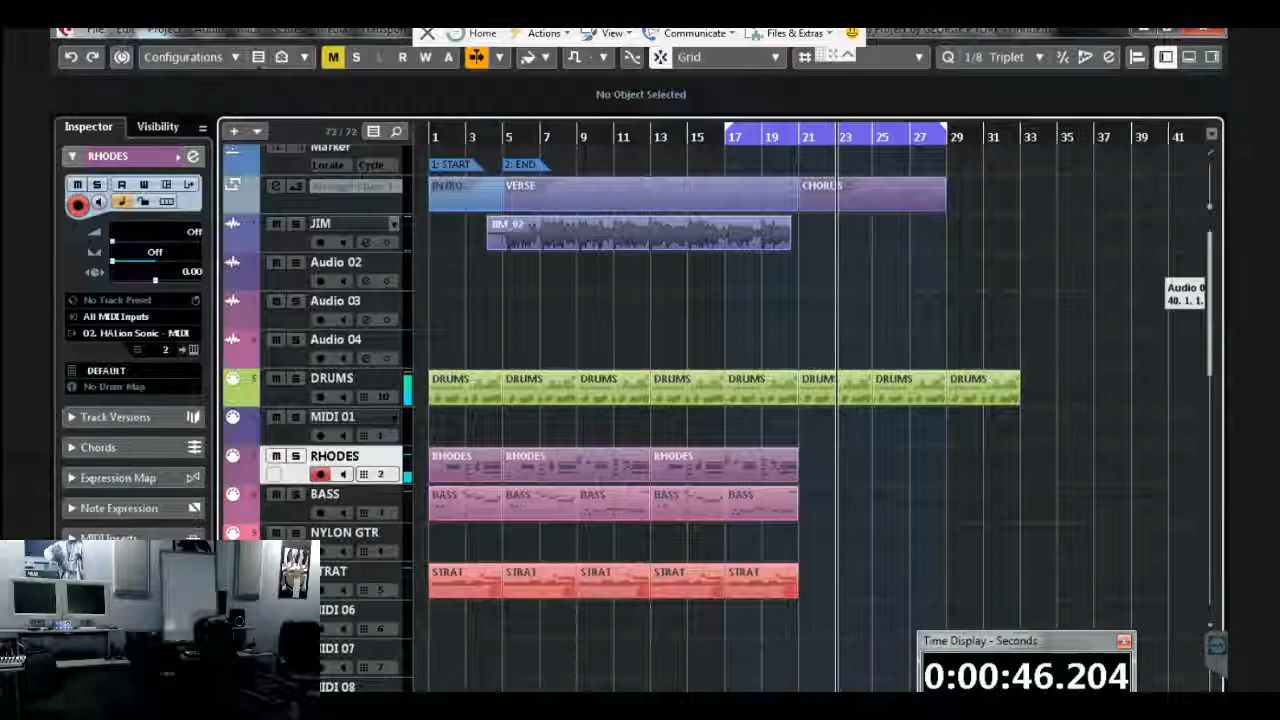 Home Actions View Communicate Files & Extras
Configurations M S L R W A Grid Q 1/8 Triplet
No Object Selected
Inspector Visibility
72 / 72
1 3 5 7 9 11 13 15 17 19 21 23 25 27 29 31 33 35 37 39 41
RHODES
Marker
Locate Cycle
1: START 2: END
INTRO VERSE CHORUS
JIM
JIM_02
Off
Off
0.00
Audio 02
Audio 03
Audio 04
No Track Preset
All MIDI Inputs
02. HALion Sonic - MIDI
2
DEFAULT
No Drum Map
Audio 0
40. 1. 1.
DRUMS
DRUMS DRUMS DRUMS DRUMS DRUMS DRUMS DRUMS DRUMS
10
Track Versions
MIDI 01
1
Chords
RHODES
RHODES RHODES RHODES
2
Expression Map
BASS
BASS BASS BASS BASS BASS
Note Expression
NYLON GTR
STRAT STRAT STRAT STRAT STRAT
5
MIDI 06
6
MIDI 07
7
MIDI 08
Time Display - Seconds
0:00:46.204